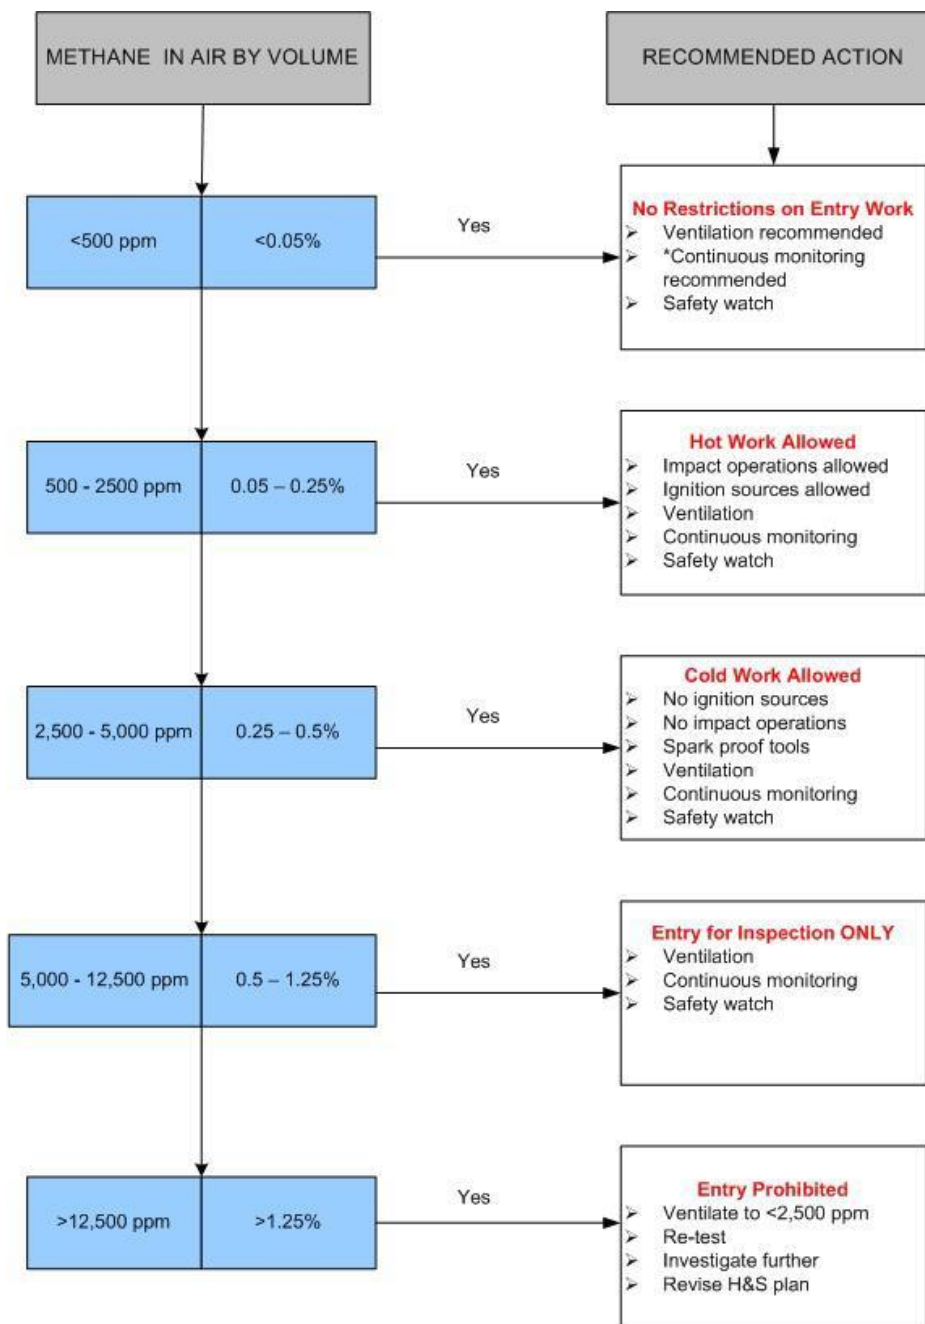 METHANE IN AIR BY VOLUME
RECOMMENDED ACTION
<500 ppm
<0.05%
Yes
No Restrictions on Entry Work
➢ Ventilation recommended
➢ *Continuous monitoring
recommended
➢ Safety watch
500 - 2500 ppm
0.05 – 0.25%
Yes
Hot Work Allowed
➢ Impact operations allowed
➢ Ignition sources allowed
➢ Ventilation
➢ Continuous monitoring
➢ Safety watch
2,500 - 5,000 ppm
0.25 – 0.5%
Yes
Cold Work Allowed
➢ No ignition sources
➢ No impact operations
➢ Spark proof tools
➢ Ventilation
➢ Continuous monitoring
➢ Safety watch
5,000 - 12,500 ppm
0.5 – 1.25%
Yes
Entry for Inspection ONLY
➢ Ventilation
➢ Continuous monitoring
➢ Safety watch
>12,500 ppm
>1.25%
Yes
Entry Prohibited
➢ Ventilate to <2,500 ppm
➢ Re-test
➢ Investigate further
➢ Revise H&S plan